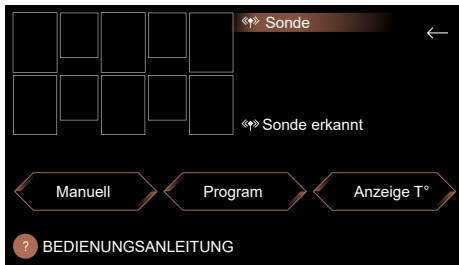 Sonde
Sonde erkannt
Manuell
Program
Anzeige T°
? BEDIENUNGSANLEITUNG